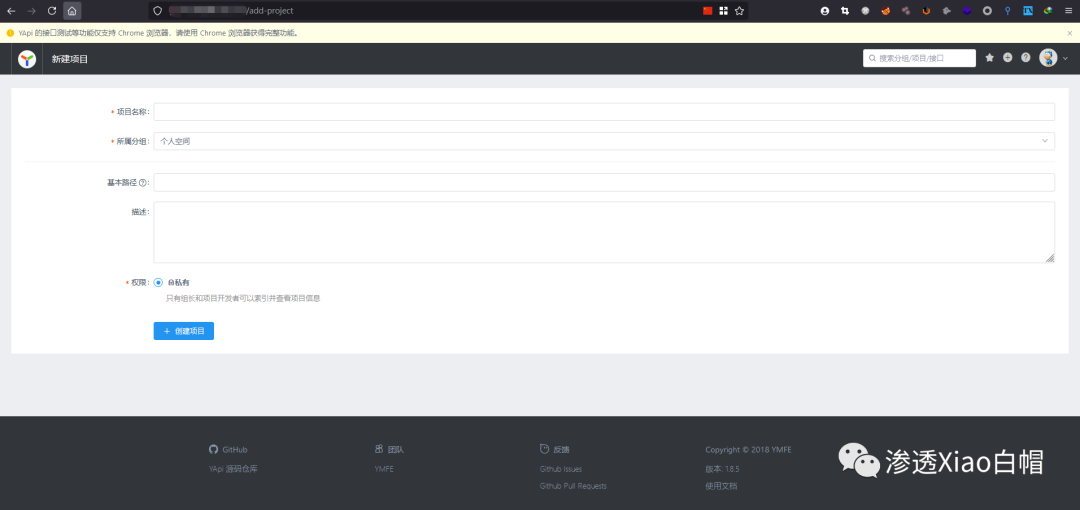 /add-project
YApi 的接口测试等功能仅支持 Chrome 浏览器，请使用 Chrome 浏览器获得完整功能。
新建项目
搜索分组/项目/接口
* 项目名称:
* 所属分组: 个人空间
基本路径 :
描述:
* 权限: 私有
只有组长和项目开发者可以索引并查看项目信息
+ 创建项目
GitHub 团队 反馈 Copyright © 2018 YMFE
YApi 源码仓库 YMFE Github Issues 版本: 1.8.5
Github Pull Requests 使用文档
渗透Xiao白帽